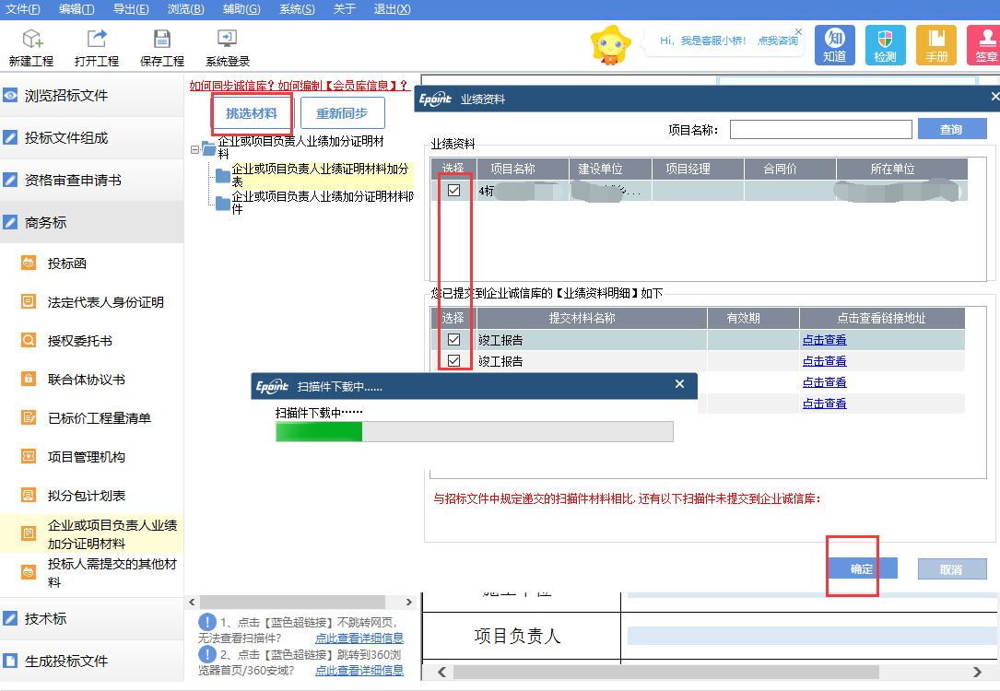 文件(F) 编辑(T) 导出(E) 浏览(B) 辅助(G) 系统(S) 关于 退出(X)
新建工程 打开工程 保存工程 系统登录
Hi，我是客服小桥！ 点我咨询
知道 检测 手册 签章
浏览招标文件
投标文件组成
资格审查申请书
商务标
投标函
法定代表人身份证明
授权委托书
联合体协议书
已标价工程量清单
项目管理机构
拟分包计划表
企业或项目负责人业绩
加分证明材料
投标人需提交的其他材
料
技术标
生成投标文件
如何同步诚信库？如何编制【会员库信息】？
挑选材料 重新同步
企业或项目负责人业绩加分证明材
料
企业或项目负责人业绩证明材料加分
表
企业或项目负责人业绩加分证明材料附
件
1、点击【蓝色超链接】不跳转网页,
无法查看扫描件？ 点此查看详细信息
2、点击【蓝色超链接】跳转到360浏
览器首页/360安域？ 点此查看详细信息
Epoint 业绩资料
项目名称： 查询
业绩资料
选择 项目名称 建设单位 项目经理 合同价 所在单位
4标 乡...
您已提交到企业诚信库的【业绩资料明细】如下
选择 提交材料名称 有效期 点击查看链接地址
竣工报告 点击查看
竣工报告 点击查看
点击查看
点击查看
Epoint 扫描件下载中......
扫描件下载中······
与招标文件中规定递交的扫描件材料相比,还有以下扫描件未提交到企业诚信库：
确定 取消
施工单位
项目负责人